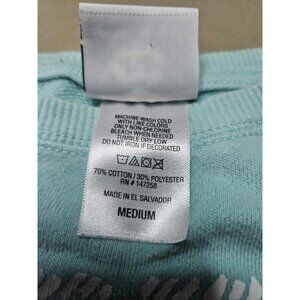 MACHINE WASH COLD
WITH LIKE COLORS
ONLY NON-CHLORINE
BLEACH WHEN NEEDED
TUMBLE DRY LOW
DO NOT IRON IF DECORATED
70% COTTON / 30% POLYESTER
RN # 147258
MADE IN EL SALVADOR
MEDIUM